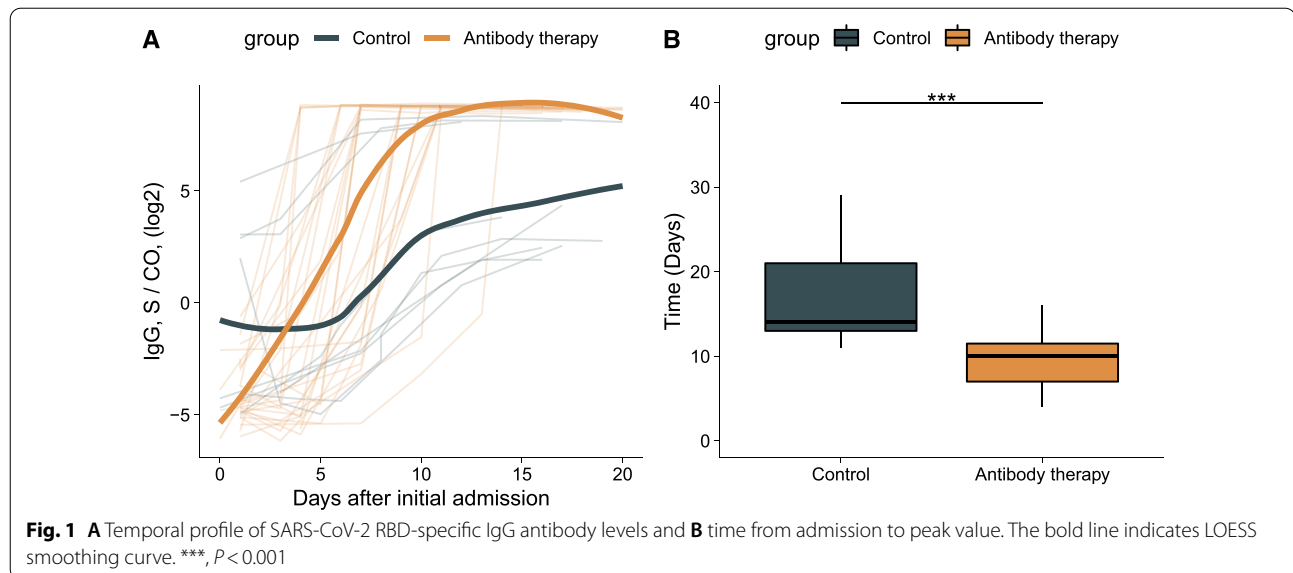 A group Control Antibody therapy
IgG, S / CO, (log2)
5
0
−5
0 5 10 15 20
Days after initial admission
B group Control Antibody therapy
***
Time (Days)
40
30
20
10
0
Control Antibody therapy
Fig. 1 A Temporal profile of SARS-CoV-2 RBD-specific IgG antibody levels and B time from admission to peak value. The bold line indicates LOESS
smoothing curve. ***, P < 0.001